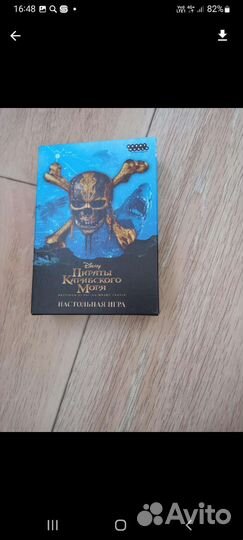 16:48
82%
Disney
Пираты
Карибского
Моря
НАСТОЛЬНАЯ ИГРА
Avito